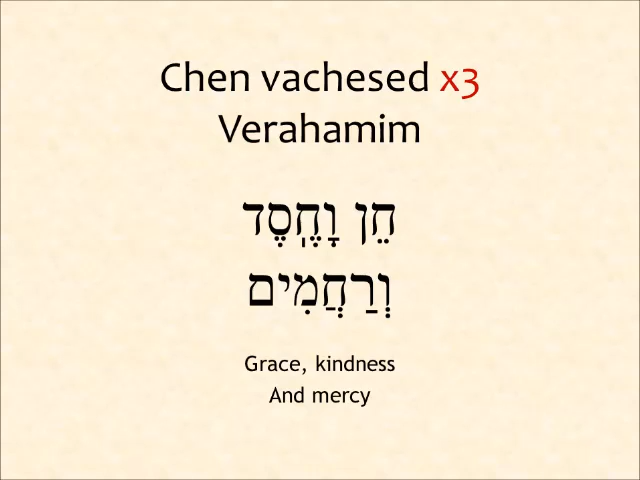 Chen vachesed x3
Verahamim
חֵן וָחֶֽסֶד
וְרַחֲמִים
Grace, kindness
And mercy